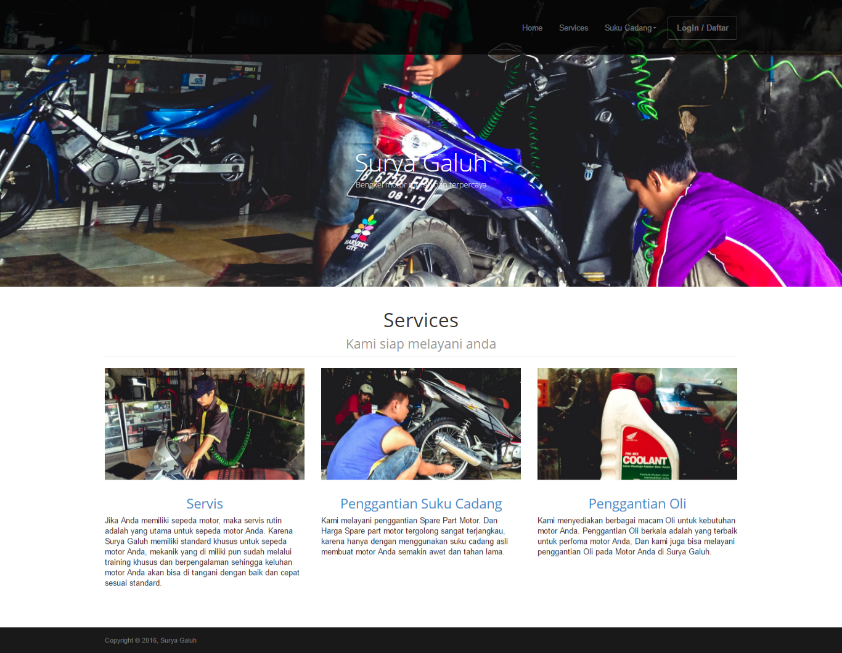 Home Services Suku Cadang Login / Daftar
Surya Galuh
Bengkel motor terpercaya
B 6758 FPU
08·17
HARVEST
CITY
Services
Kami siap melayani anda
COOLANT
Servis
Jika Anda memiliki sepeda motor, maka servis rutin
adalah yang utama untuk sepeda motor Anda. Karena
Surya Galuh memiliki standard khusus untuk sepeda
motor Anda, mekanik yang di miliki pun sudah melalui
training khusus dan berpengalaman sehingga keluhan
motor Anda akan bisa di tangani dengan baik dan cepat
sesuai standard.
Penggantian Suku Cadang
Kami melayani penggantian Spare Part Motor. Dan
Harga Spare part motor tergolong sangat terjangkau,
karena hanya dengan menggunakan suku cadang asli
membuat motor Anda semakin awet dan tahan lama.
Penggantian Oli
Kami menyediakan berbagai macam Oli untuk kebutuhan
motor Anda. Penggantian Oli berkala adalah yang terbaik
untuk perfoma motor Anda, Dan kami juga bisa melayani
penggantian Oli pada Motor Anda di Surya Galuh.
Copyright © 2016, Surya Galuh